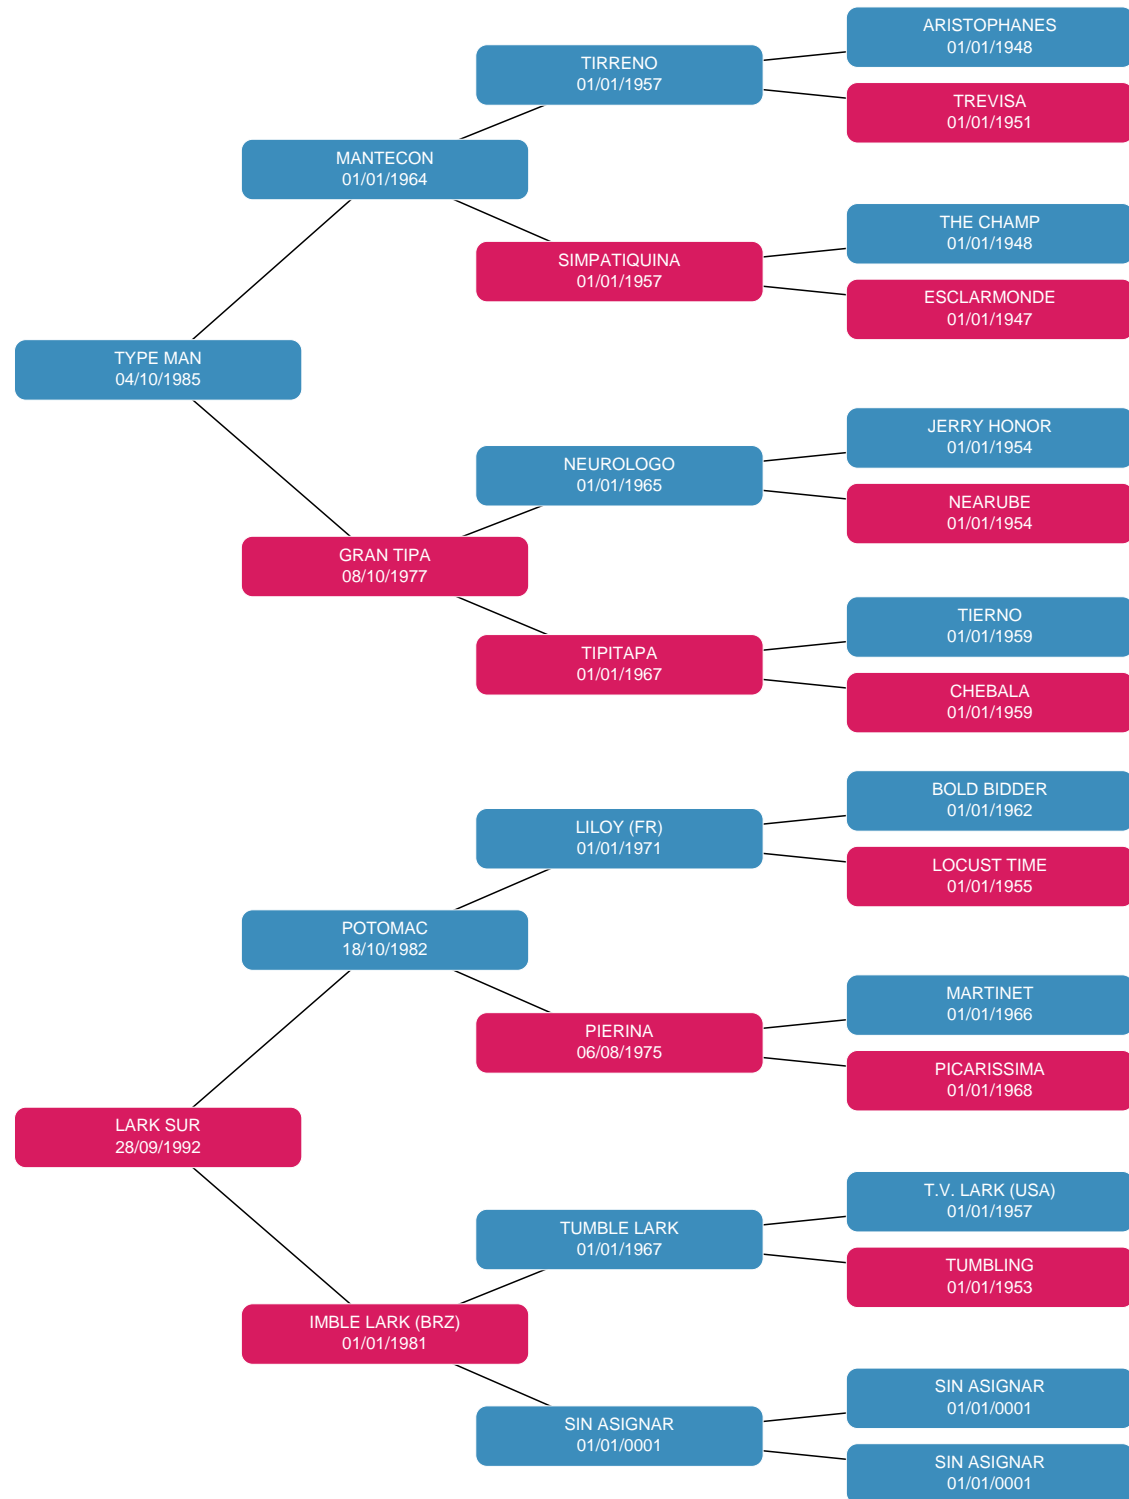 ARISTOPHANES
01/01/1948
TIRRENO
01/01/1957
TREVISA
01/01/1951
MANTECON
01/01/1964
THE CHAMP
01/01/1948
SIMPATIQUINA
01/01/1957
ESCLARMONDE
01/01/1947
TYPE MAN
04/10/1985
JERRY HONOR
01/01/1954
NEUROLOGO
01/01/1965
NEARUBE
01/01/1954
GRAN TIPA
08/10/1977
TIERNO
01/01/1959
TIPITAPA
01/01/1967
CHEBALA
01/01/1959
BOLD BIDDER
01/01/1962
LILOY (FR)
01/01/1971
LOCUST TIME
01/01/1955
POTOMAC
18/10/1982
MARTINET
01/01/1966
PIERINA
06/08/1975
PICARISSIMA
01/01/1968
LARK SUR
28/09/1992
T.V. LARK (USA)
01/01/1957
TUMBLE LARK
01/01/1967
TUMBLING
01/01/1953
IMBLE LARK (BRZ)
01/01/1981
SIN ASIGNAR
01/01/0001
SIN ASIGNAR
01/01/0001
SIN ASIGNAR
01/01/0001